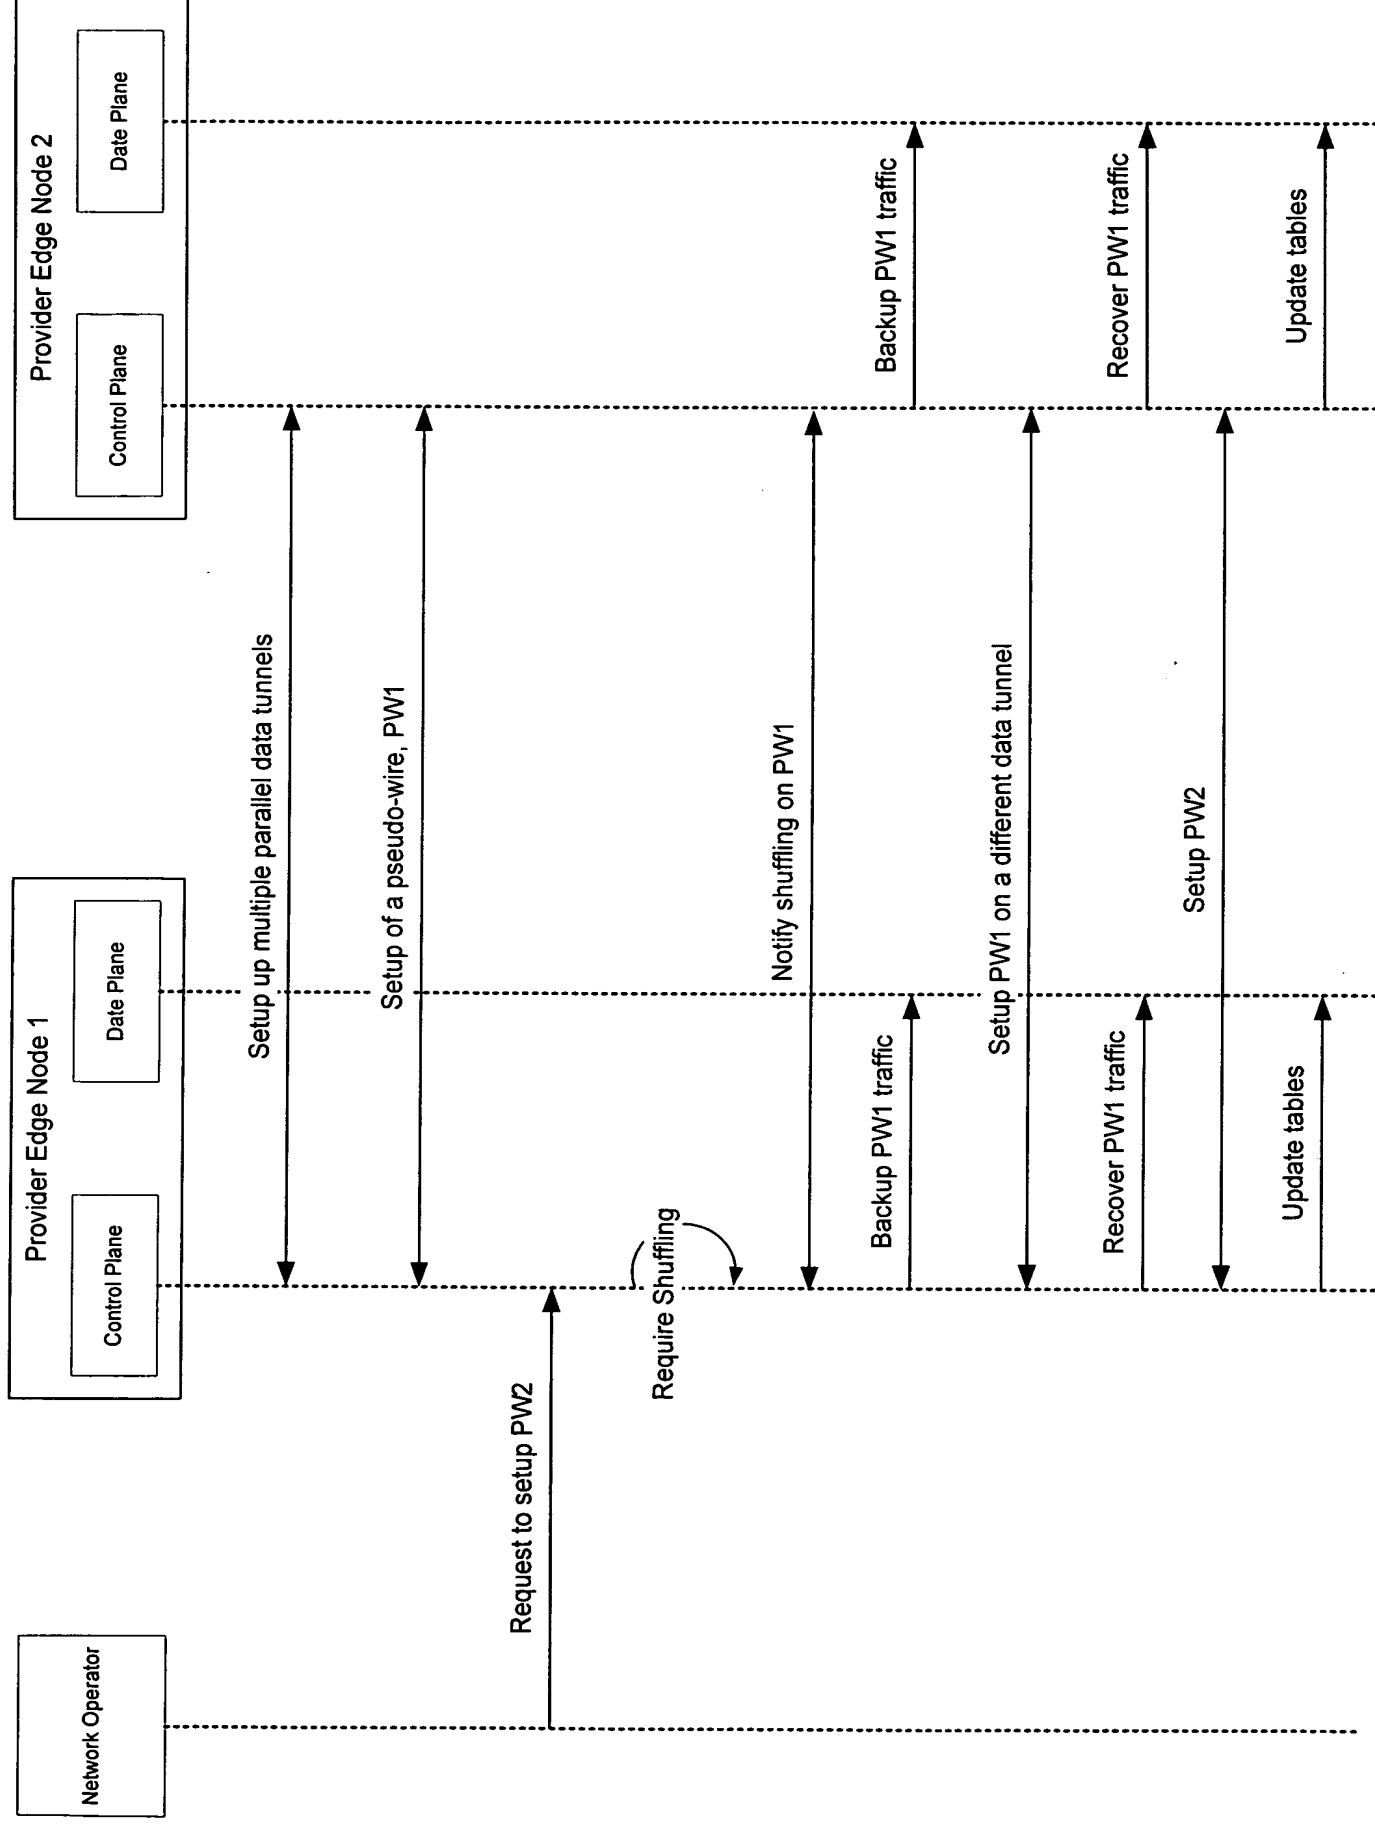 Network Operator
Provider Edge Node 1
Control Plane
Date Plane
Provider Edge Node 2
Control Plane
Date Plane
Setup up multiple parallel data tunnels
Setup of a pseudo-wire, PW1
Request to setup PW2
Require Shuffling
Notify shuffling on PW1
Backup PW1 traffic
Backup PW1 traffic
Setup PW1 on a different data tunnel
Recover PW1 traffic
Recover PW1 traffic
Setup PW2
Update tables
Update tables